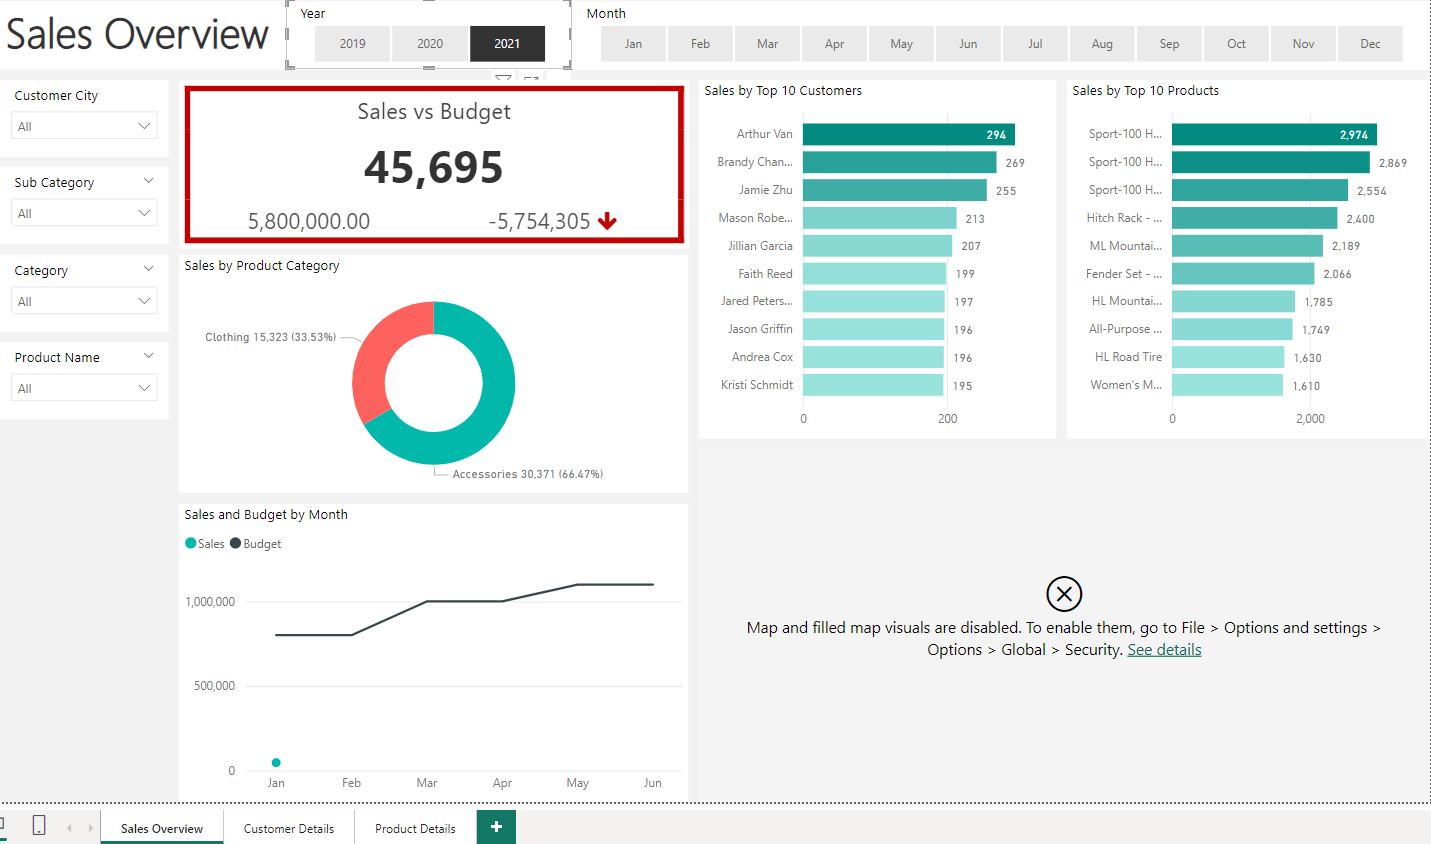 Sales Overview
Year
2019
2020
2021
Month
Jan
Feb
Mar
Apr
May
Jun
Jul
Aug
Sep
Oct
Nov
Dec
Customer City
All
Sub Category
All
Category
All
Product Name
All
Sales vs Budget
45,695
5,800,000.00
-5,754,305
Sales by Product Category
Clothing 15,323 (33.53%)
Accessories 30,371 (66.47%)
Sales and Budget by Month
Sales
Budget
1,000,000
500,000
0
Jan
Feb
Mar
Apr
May
Jun
Sales by Top 10 Customers
Arthur Van 294
Brandy Chan... 269
Jamie Zhu 255
Mason Robe... 213
Jillian Garcia 207
Faith Reed 199
Jared Peters... 197
Jason Griffin 196
Andrea Cox 196
Kristi Schmidt 195
0
200
Sales by Top 10 Products
Sport-100 H... 2,974
Sport-100 H... 2,869
Sport-100 H... 2,554
Hitch Rack - ... 2,400
ML Mountai... 2,189
Fender Set - ... 2,066
HL Mountai... 1,785
All-Purpose ... 1,749
HL Road Tire 1,630
Women's M... 1,610
0
2,000
Map and filled map visuals are disabled. To enable them, go to File > Options and settings >
Options > Global > Security. See details
Sales Overview
Customer Details
Product Details